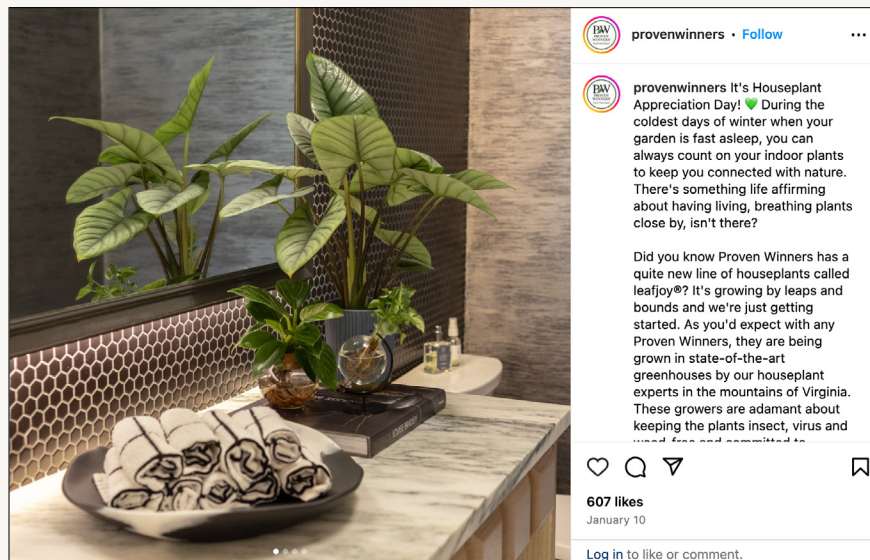 provenwinners • Follow
provenwinners It's Houseplant
Appreciation Day! 💚 During the
coldest days of winter when your
garden is fast asleep, you can
always count on your indoor plants
to keep you connected with nature.
There's something life affirming
about having living, breathing plants
close by, isn't there?
Did you know Proven Winners has a
quite new line of houseplants called
leafjoy®? It's growing by leaps and
bounds and we're just getting
started. As you'd expect with any
Proven Winners, they are being
grown in state-of-the-art
greenhouses by our houseplant
experts in the mountains of Virginia.
These growers are adamant about
keeping the plants insect, virus and
weed-free and committed to
607 likes
January 10
Log in to like or comment.